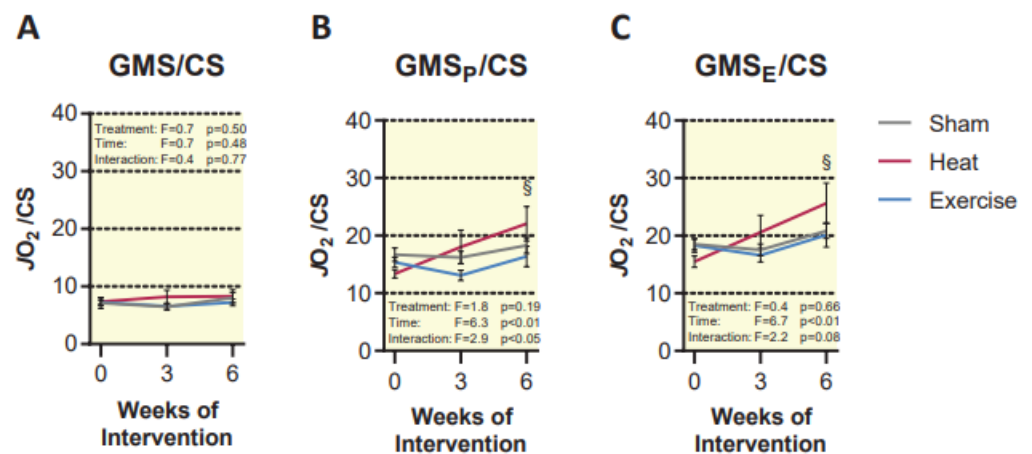 A
GMS/CS
JO2 /CS
40
30
20
10
0
Treatment: F=0.7 p=0.50
Time: F=0.7 p=0.48
Interaction: F=0.4 p=0.77
0 3 6
Weeks of
Intervention
B
GMSP/CS
40
30
20
10
0
§
Treatment: F=1.8 p=0.19
Time: F=6.3 p<0.01
Interaction: F=2.9 p<0.05
0 3 6
Weeks of
Intervention
C
GMSE/CS
JO2 /CS
40
30
20
10
0
§
Treatment: F=0.4 p=0.66
Time: F=6.7 p<0.01
Interaction: F=2.2 p=0.08
0 3 6
Weeks of
Intervention
Sham
Heat
Exercise